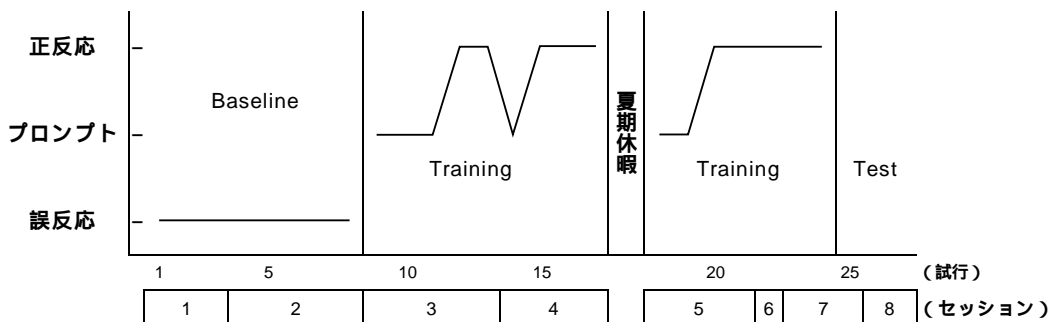 正反応
Baseline
プロンプト
Training
夏期休暇
Training
Test
誤反応
1 5 10 15 20 25 (試行)
1 2 3 4 5 6 7 8 (セッション)